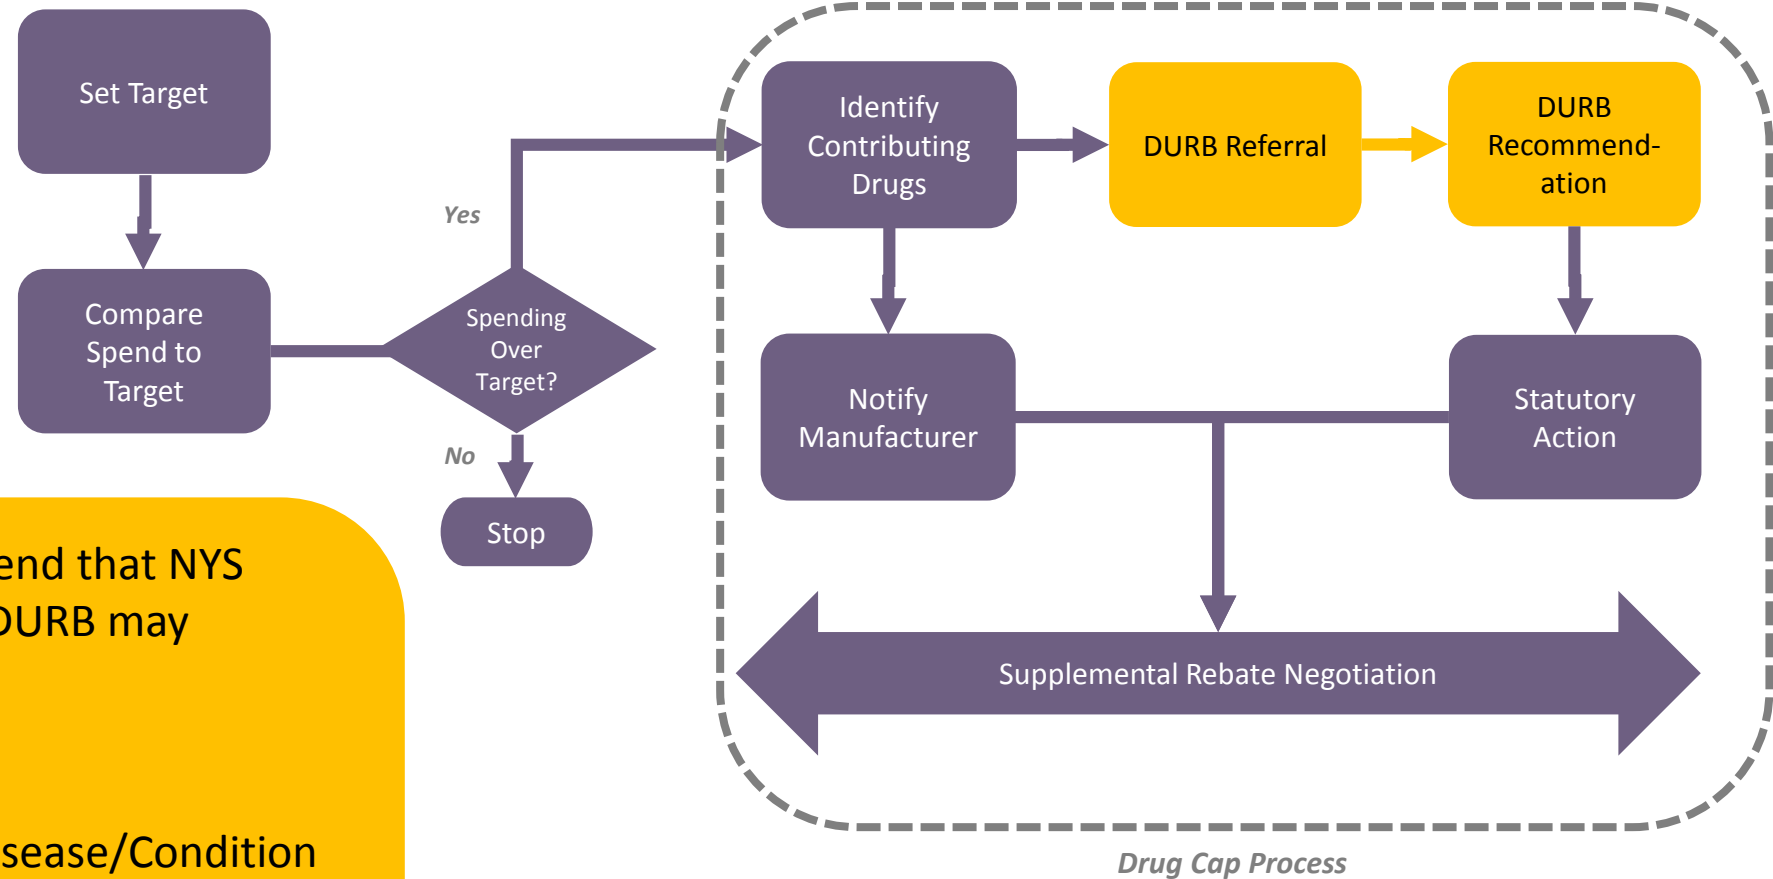 Set Target
Compare
Spend to
Target
Yes
Spending
Over
Target?
No
Stop
Identify
Contributing
Drugs
DURB Referral
DURB
Recommend-
ation
Notify
Manufacturer
Statutory
Action
Supplemental Rebate Negotiation
Drug Cap Process
end that NYS
DURB may
sease/Condition